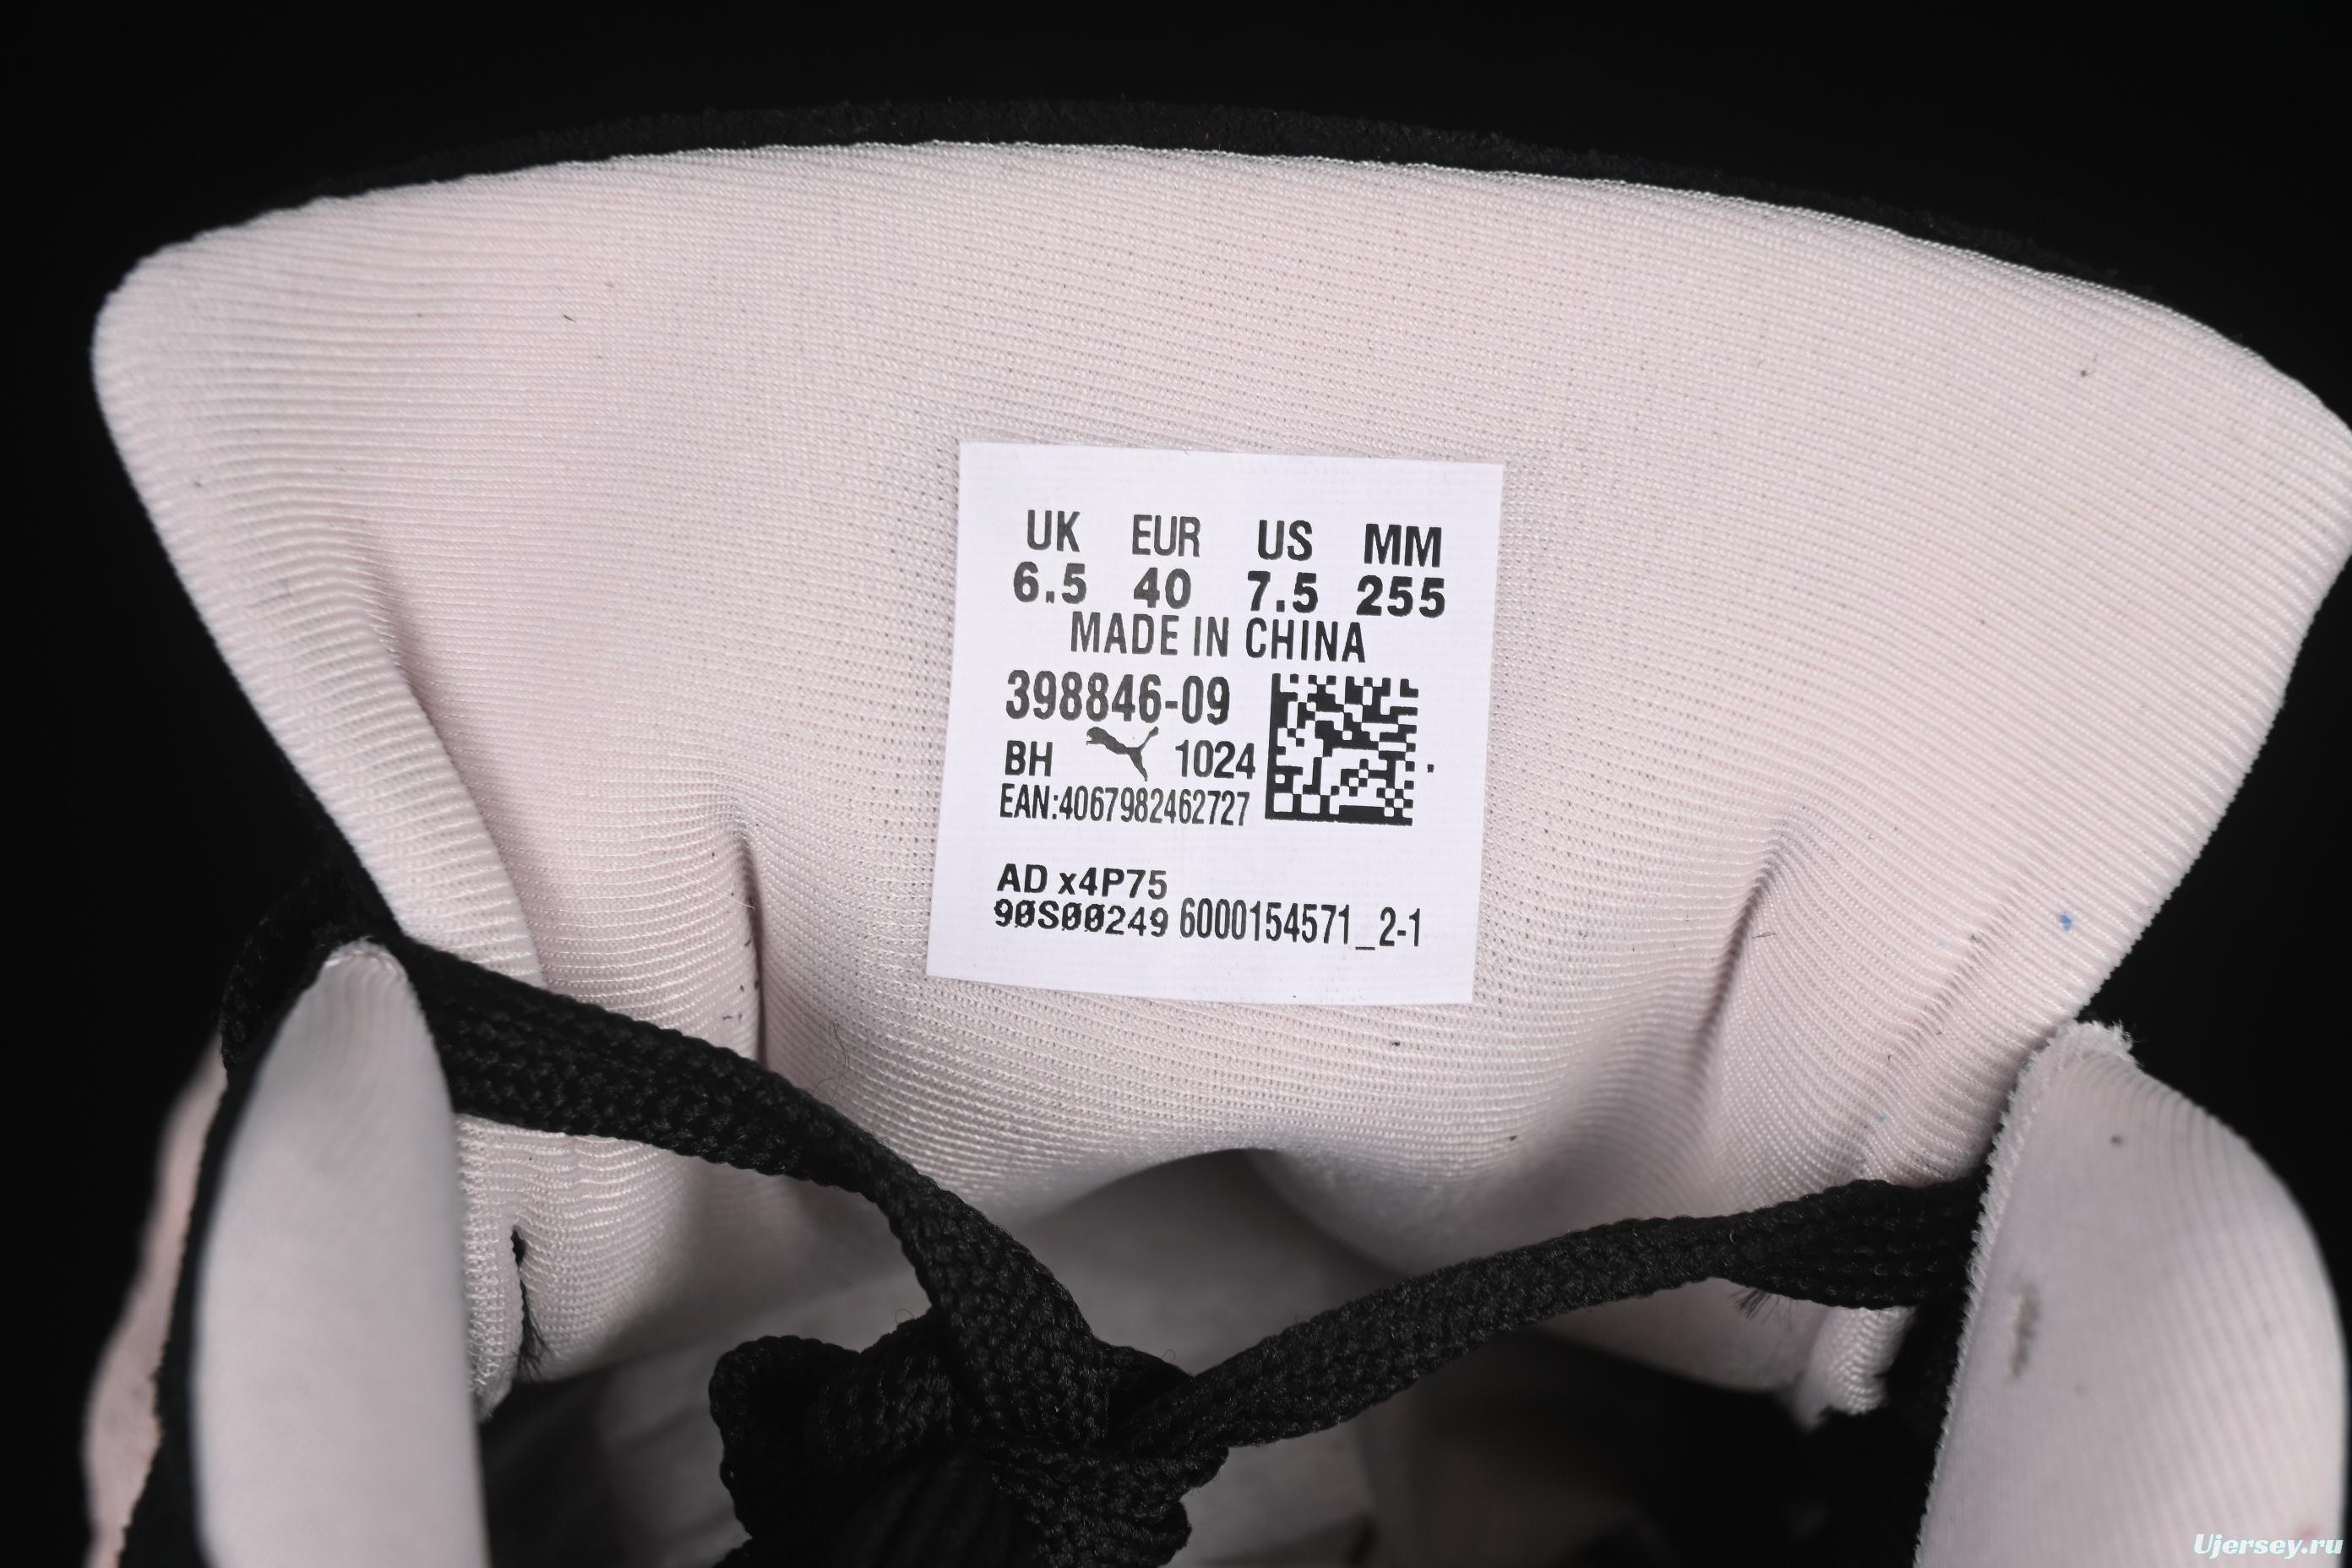 UK EUR US MM
6.5 40 7.5 255
MADE IN CHINA
398846-09
BH 1024
EAN:4067982462727
AD x4P75
90S00249 6000154571_2-1
Ujersey.ru